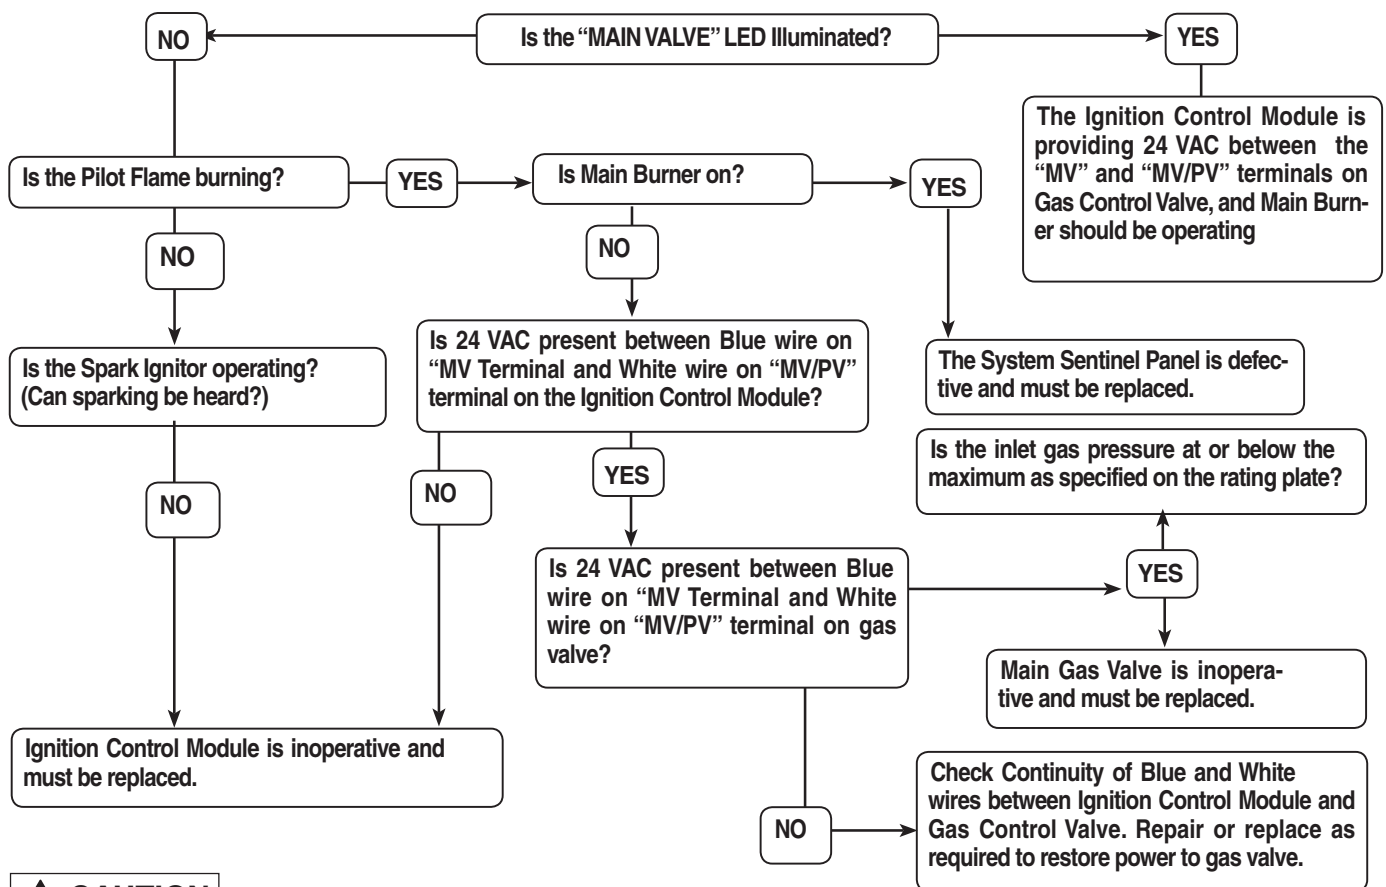 NO
Is the “MAIN VALVE” LED Illuminated?
YES
The Ignition Control Module is
providing 24 VAC between the
“MV” and “MV/PV” terminals on
Gas Control Valve, and Main Burn-
er should be operating
Is the Pilot Flame burning?
YES
Is Main Burner on?
YES
NO
NO
Is the Spark Ignitor operating?
(Can sparking be heard?)
Is 24 VAC present between Blue wire on
“MV Terminal and White wire on “MV/PV”
terminal on the Ignition Control Module?
The System Sentinel Panel is defec-
tive and must be replaced.
Is the inlet gas pressure at or below the
maximum as specified on the rating plate?
NO
NO
YES
Is 24 VAC present between Blue
wire on “MV Terminal and White
wire on “MV/PV” terminal on gas
valve?
YES
Main Gas Valve is inopera-
tive and must be replaced.
Ignition Control Module is inoperative and
must be replaced.
NO
Check Continuity of Blue and White
wires between Ignition Control Module and
Gas Control Valve. Repair or replace as
required to restore power to gas valve.
CAUTION